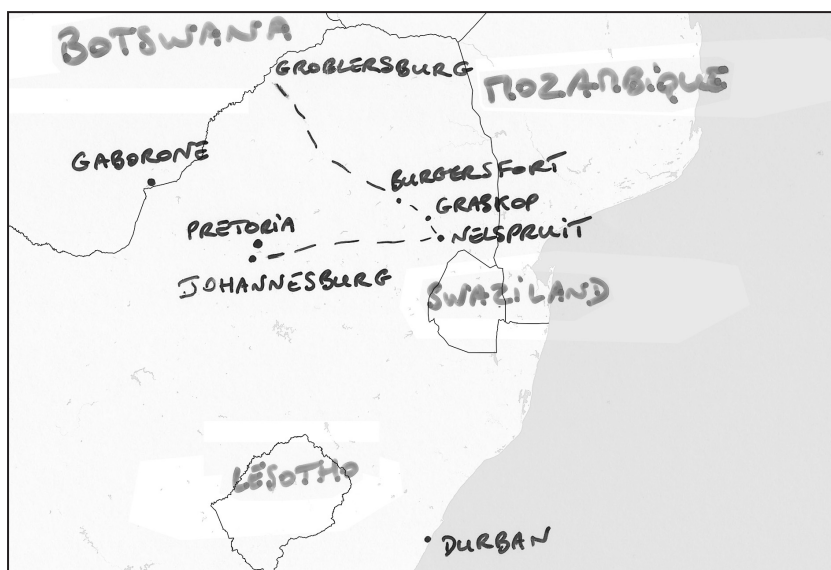 BOTSWANA
GROBLERSBURG
MOZAMBIQUE
GABORONE
BURGERSFORT
GRASKOP
PRETORIA
NELSPRUIT
JOHANNESBURG
SWAZILAND
LESOTHO
DURBAN